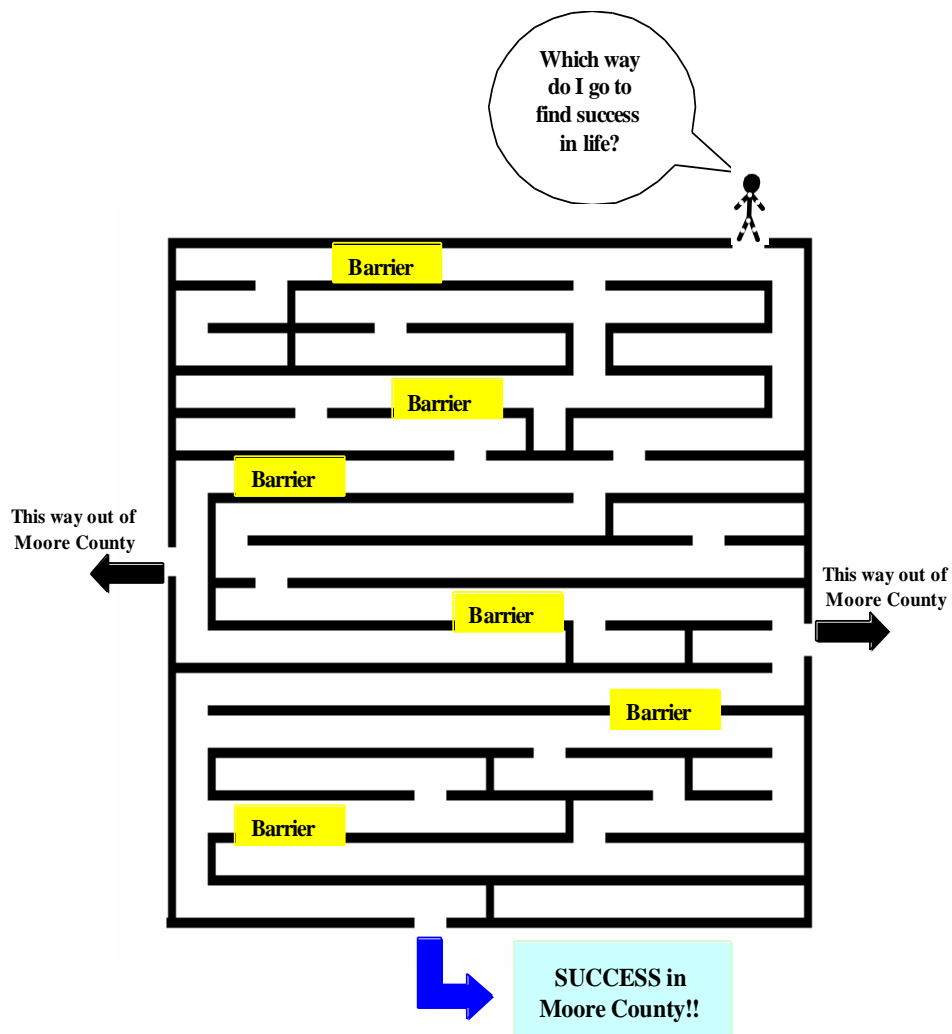 Which way
do I go to
find success
in life?
Barrier
Barrier
Barrier
This way out of
Moore County
This way out of
Moore County
Barrier
Barrier
Barrier
SUCCESS in
Moore County!!